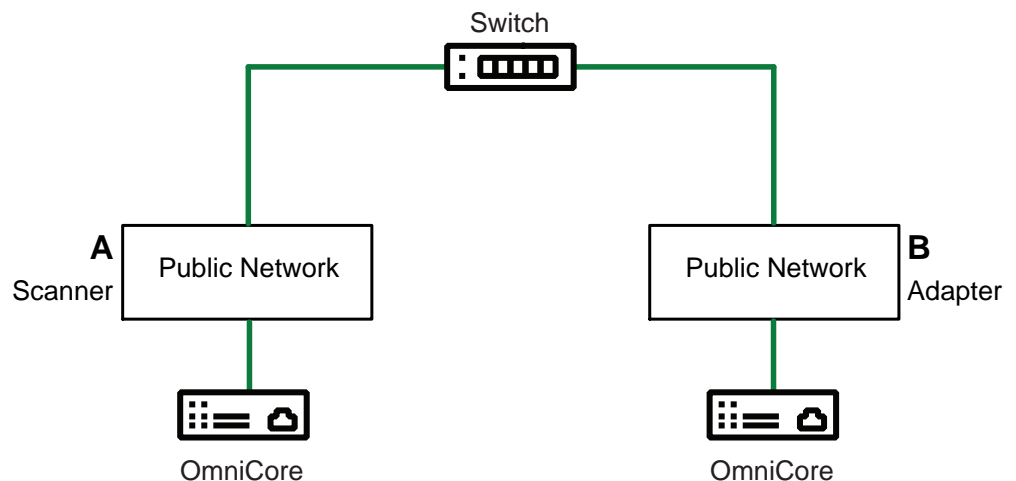 Switch
A
Scanner
Public Network
Public Network
B
Adapter
OmniCore
OmniCore